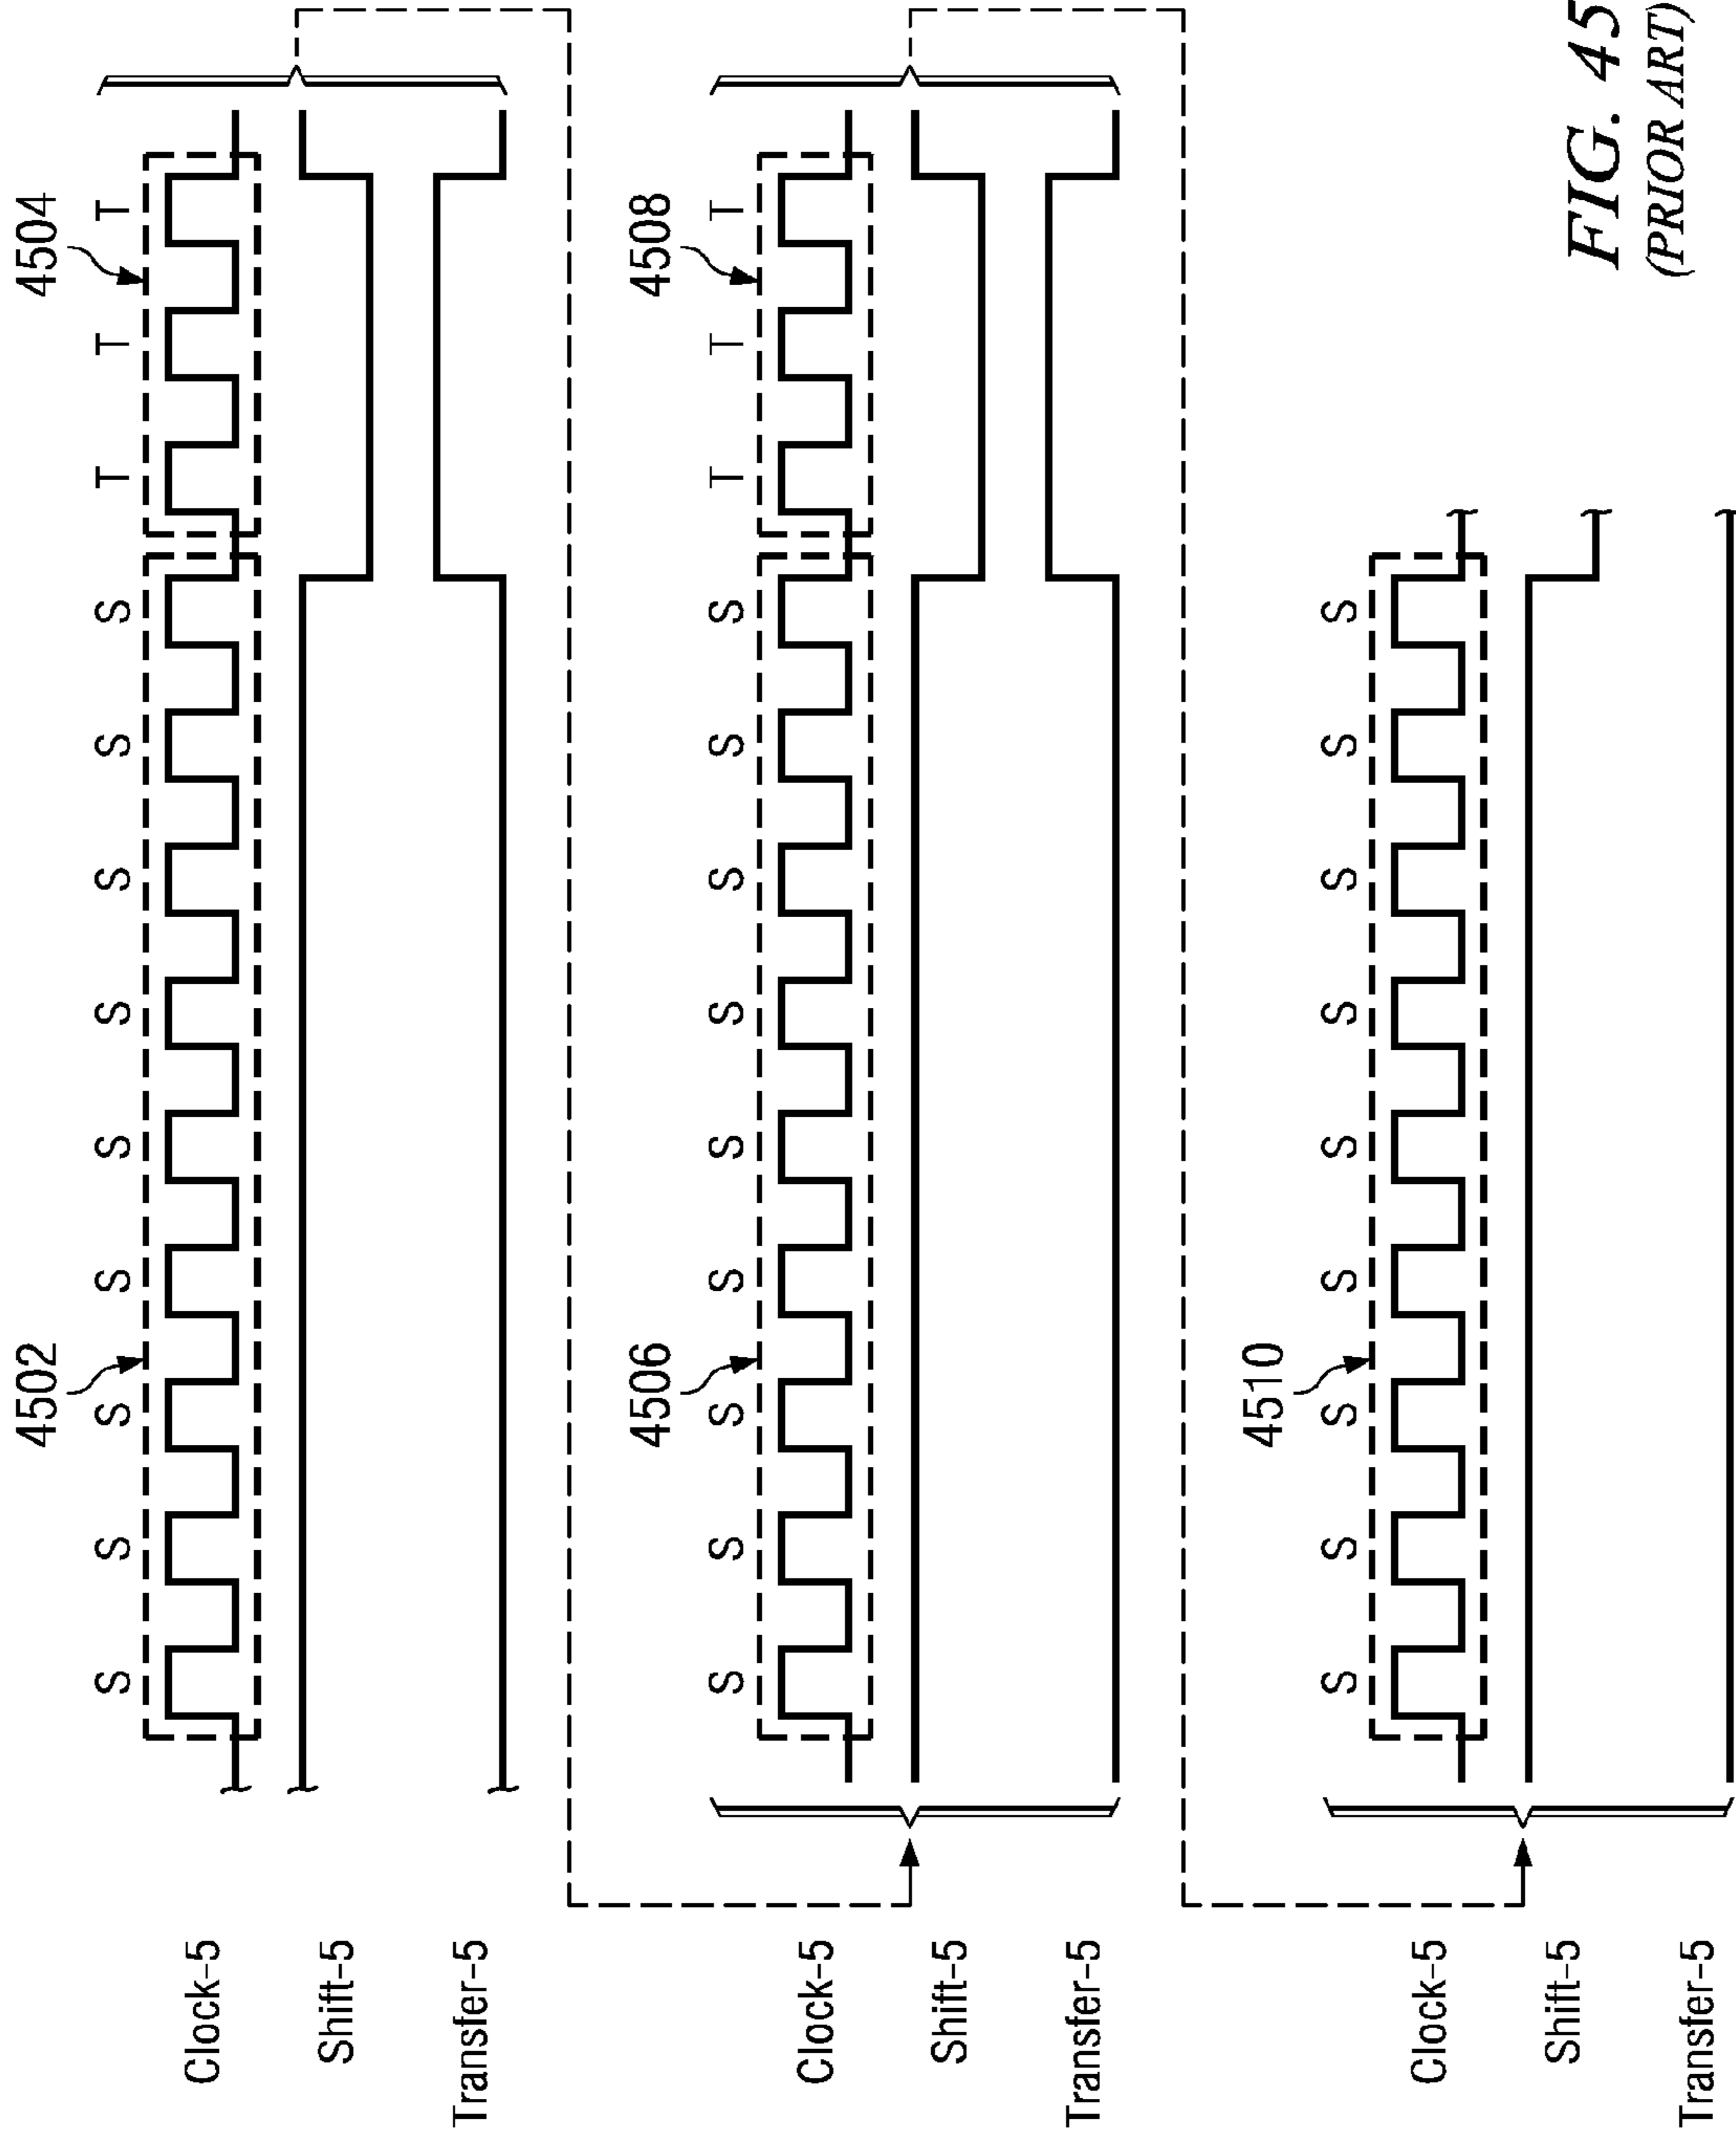 4502 4504
S S S S S S S S S T T T
Clock-5
Shift-5
Transfer-5
4506 4508
S S S S S S S S S T T T
Clock-5
Shift-5
Transfer-5
4510
S S S S S S S S S
Clock-5
Shift-5
Transfer-5
FIG. 45
(PRIOR ART)